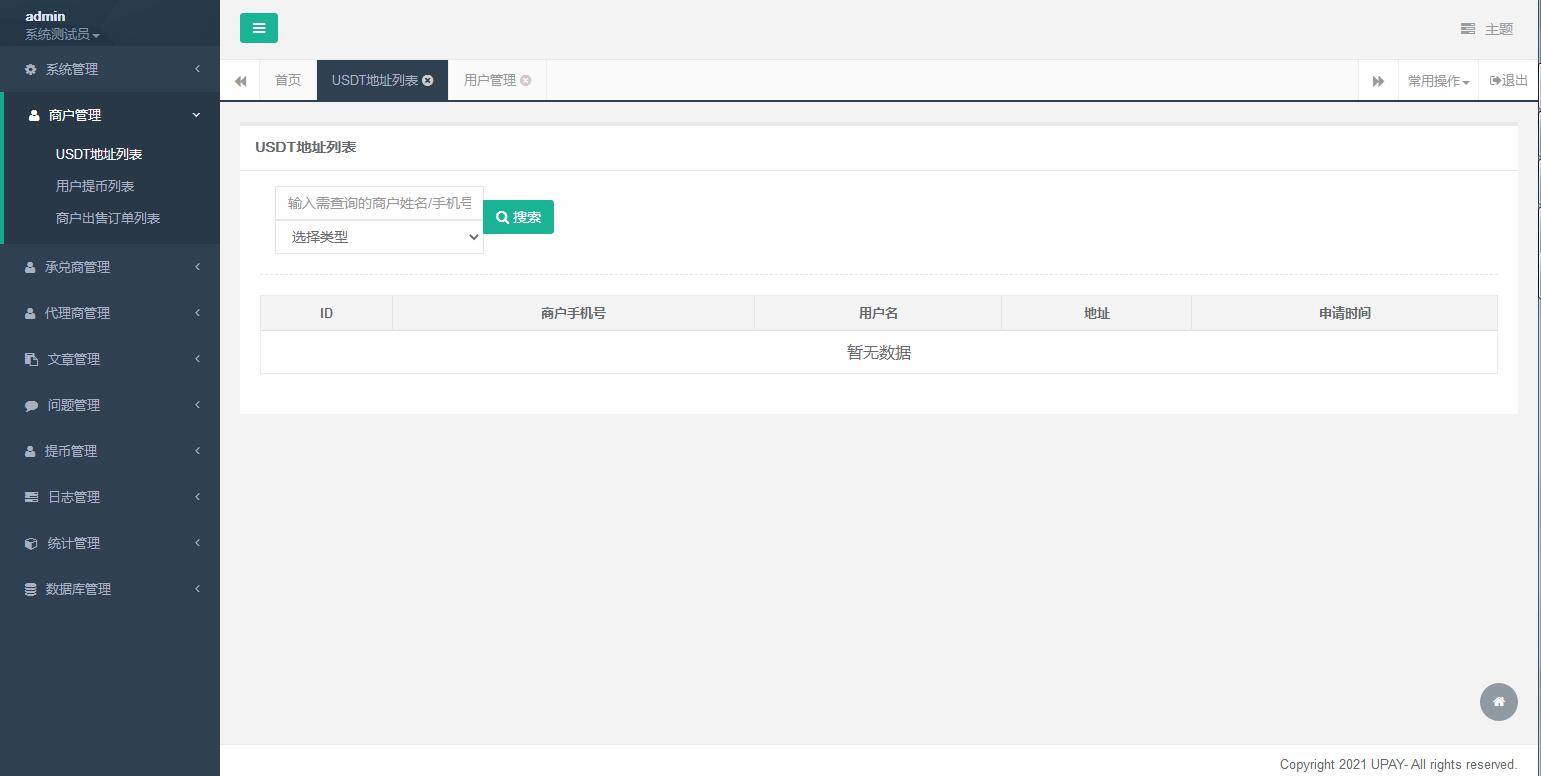 admin
系统测试员
系统管理
商户管理
USDT地址列表
用户提币列表
商户出售订单列表
承兑商管理
代理商管理
文章管理
问题管理
提币管理
日志管理
统计管理
数据库管理
主题
首页 USDT地址列表 用户管理 常用操作 退出
USDT地址列表
输入需查询的商户姓名/手机号
搜索
选择类型
ID 商户手机号 用户名 地址 申请时间
暂无数据
Copyright 2021 UPAY- All rights reserved.